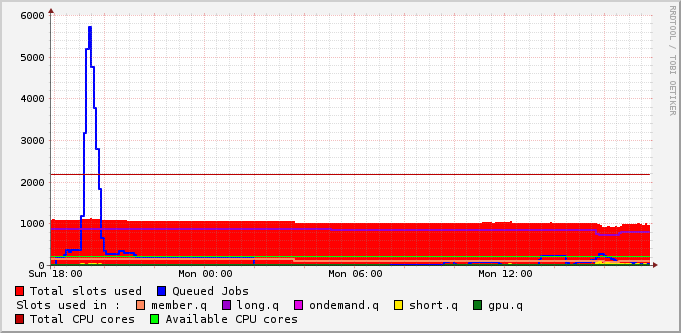 6000
RRDTOOL / TOBI OETIKER
5000
4000
3000
2000
1000
0
Sun 18:00 Mon 00:00 Mon 06:00 Mon 12:00
Total slots used Queued Jobs
Slots used in : member.q long.q ondemand.q short.q gpu.q
Total CPU cores Available CPU cores